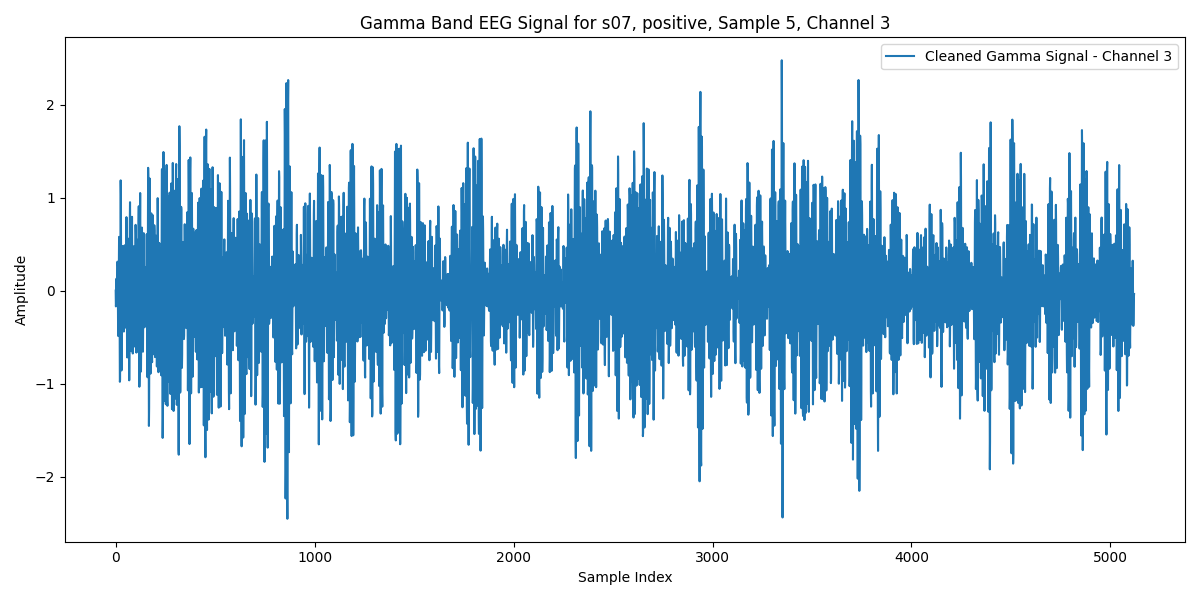 Gamma Band EEG Signal for s07, positive, Sample 5, Channel 3
Cleaned Gamma Signal - Channel 3
Amplitude
2
1
0
−1
−2
0 1000 2000 3000 4000 5000
Sample Index